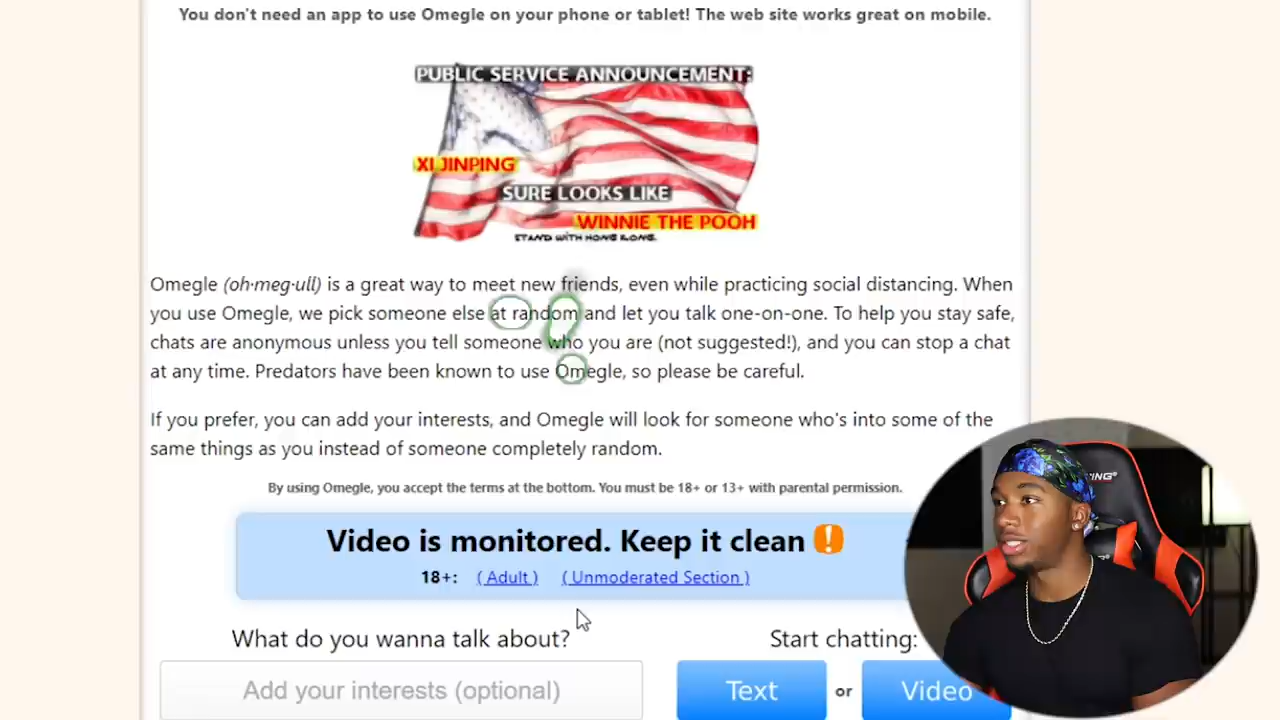 You don't need an app to use Omegle on your phone or tablet! The web site works great on mobile.
PUBLIC SERVICE ANNOUNCEMENT:
XI JINPING
SURE LOOKS LIKE
WINNIE THE POOH
STAND WITH HONG KONG.
Omegle (oh·meg·ull) is a great way to meet new friends, even while practicing social distancing. When
you use Omegle, we pick someone else at random and let you talk one-on-one. To help you stay safe,
chats are anonymous unless you tell someone who you are (not suggested!), and you can stop a chat
at any time. Predators have been known to use Omegle, so please be careful.
If you prefer, you can add your interests, and Omegle will look for someone who's into some of the
same things as you instead of someone completely random.
By using Omegle, you accept the terms at the bottom. You must be 18+ or 13+ with parental permission.
Video is monitored. Keep it clean !
18+: (Adult) (Unmoderated Section)
What do you wanna talk about?
Start chatting:
Add your interests (optional)
Text or Video